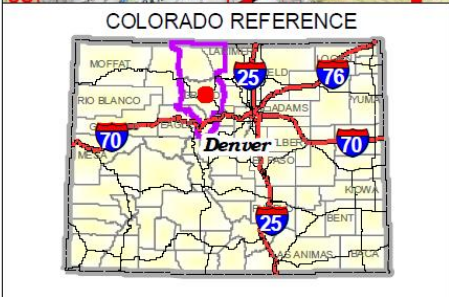 COLORADO REFERENCE
MOFFAT
25
76
RIO BLANCO
ADAMS
YUMA
70
EAGLE
Denver
70
MESA
EL PASO
KIOWA
25
BENT
LAS ANIMAS
BACA